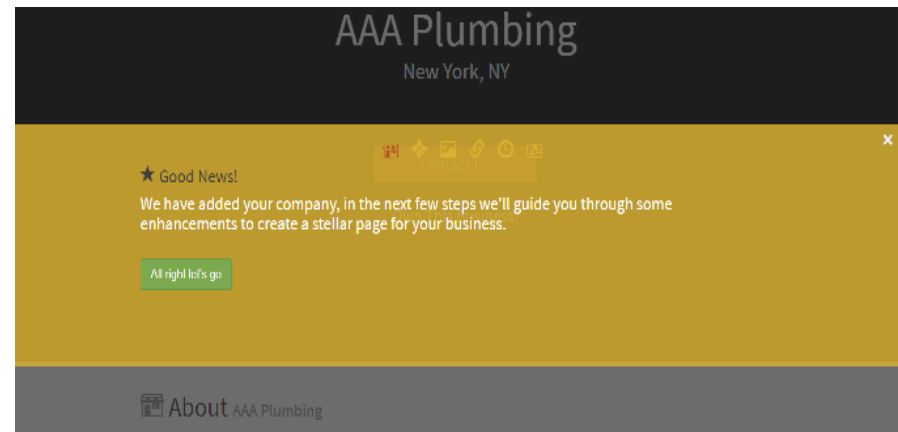 AAA Plumbing
New York, NY
x
Contact Us
Good News!
We have added your company, in the next few steps we'll guide you through some
enhancements to create a stellar page for your business.
All right let's go
About AAA Plumbing